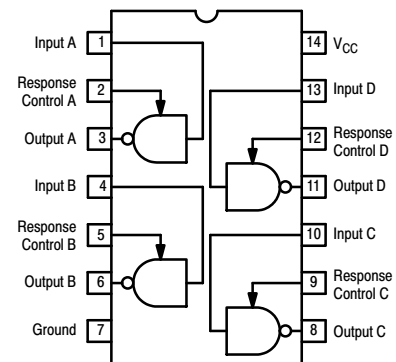 Input A
1
Response
Control A
2
Output A
3
Input B
4
Response
Control B
5
Output B
6
Ground
7
14
VCC
13
Input D
12
Response
Control D
11
Output D
10
Input C
9
Response
Control C
8
Output C